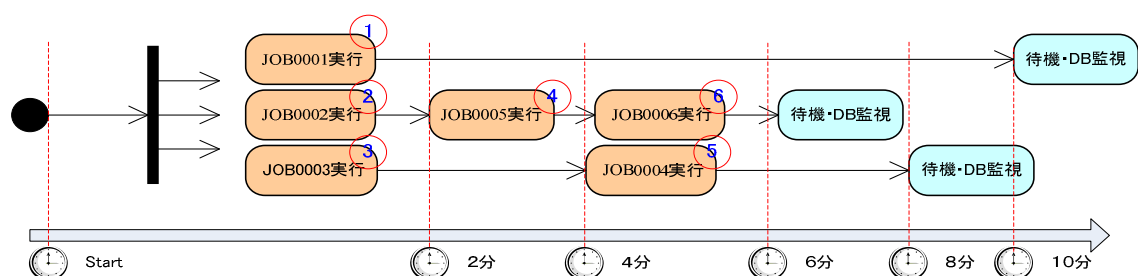 1
JOB0001実行
待機・DB監視
2
JOB0002実行
4
JOB0005実行
6
JOB0006実行
待機・DB監視
3
JOB0003実行
5
JOB0004実行
待機・DB監視
Start
2分
4分
6分
8分
10分